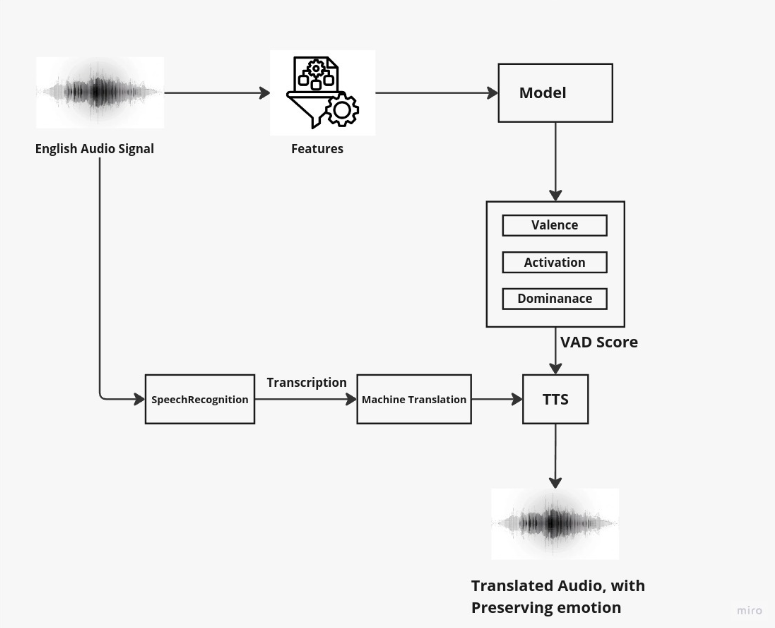 Model
English Audio Signal
Features
Valence
Activation
Dominanace
VAD Score
Transcription
SpeechRecognition
Machine Translation
TTS
Translated Audio, with
Preserving emotion
miro